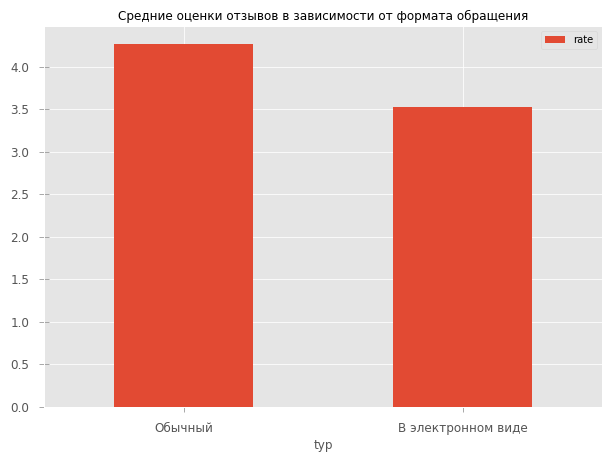 Средние оценки отзывов в зависимости от формата обращения
rate
4.0
3.5
3.0
2.5
2.0
1.5
1.0
0.5
0.0
Обычный
В электронном виде
typ